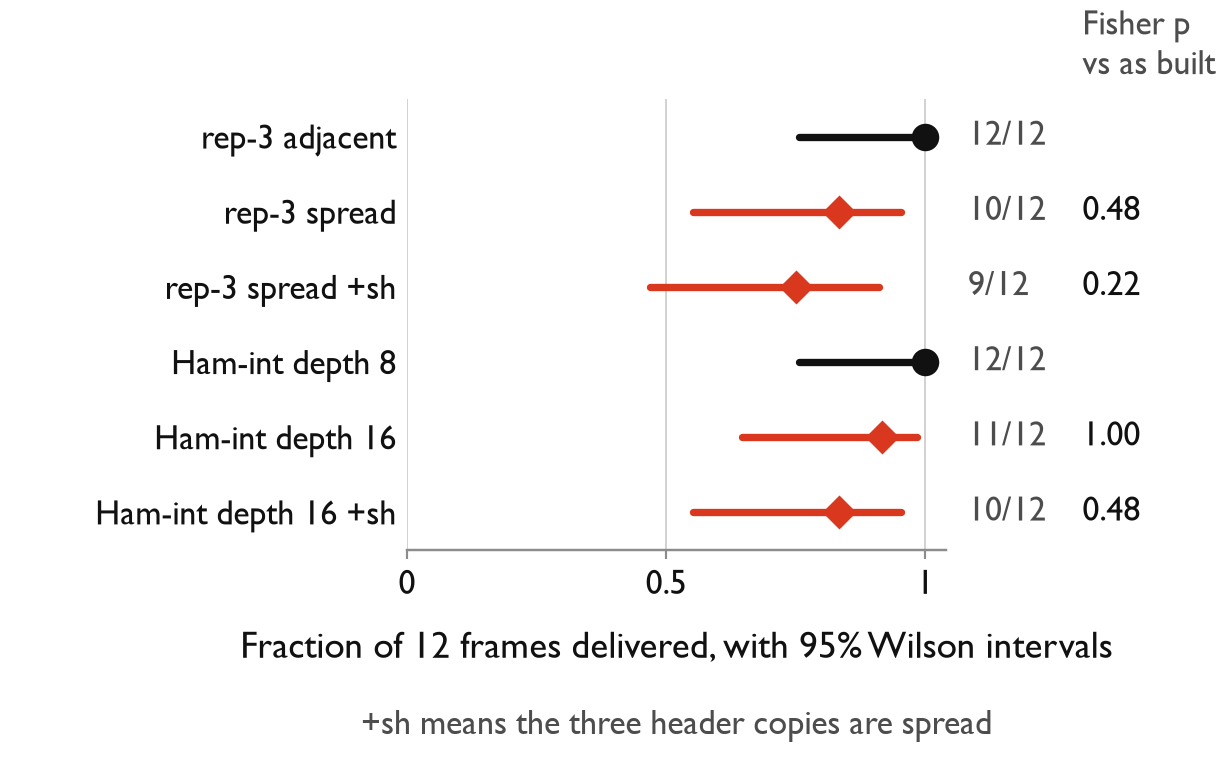 Fisher p
vs as built
rep-3 adjacent 12/12
rep-3 spread 10/12 0.48
rep-3 spread +sh 9/12 0.22
Ham-int depth 8 12/12
Ham-int depth 16 11/12 1.00
Ham-int depth 16 +sh 10/12 0.48
0 0.5 1
Fraction of 12 frames delivered, with 95% Wilson intervals
+sh means the three header copies are spread